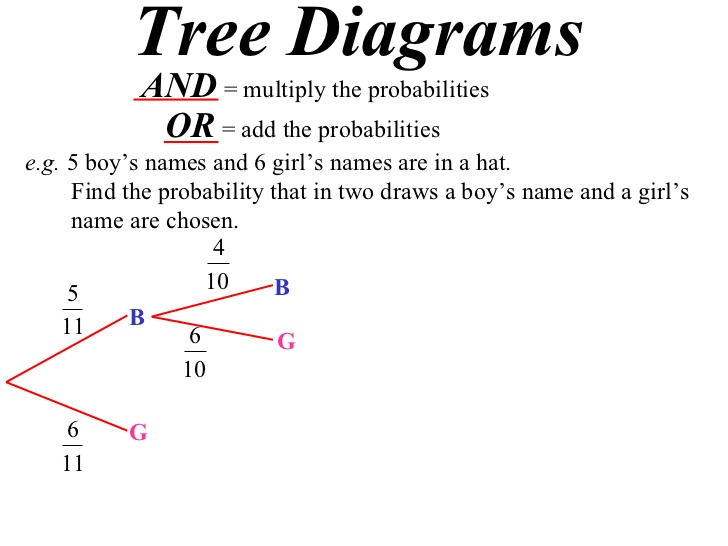 Tree Diagrams
AND = multiply the probabilities
OR = add the probabilities
e.g. 5 boy’s names and 6 girl’s names are in a hat.
Find the probability that in two draws a boy’s name and a girl’s
name are chosen.
4
10
B
5
11
B
6
10
G
6
11
G